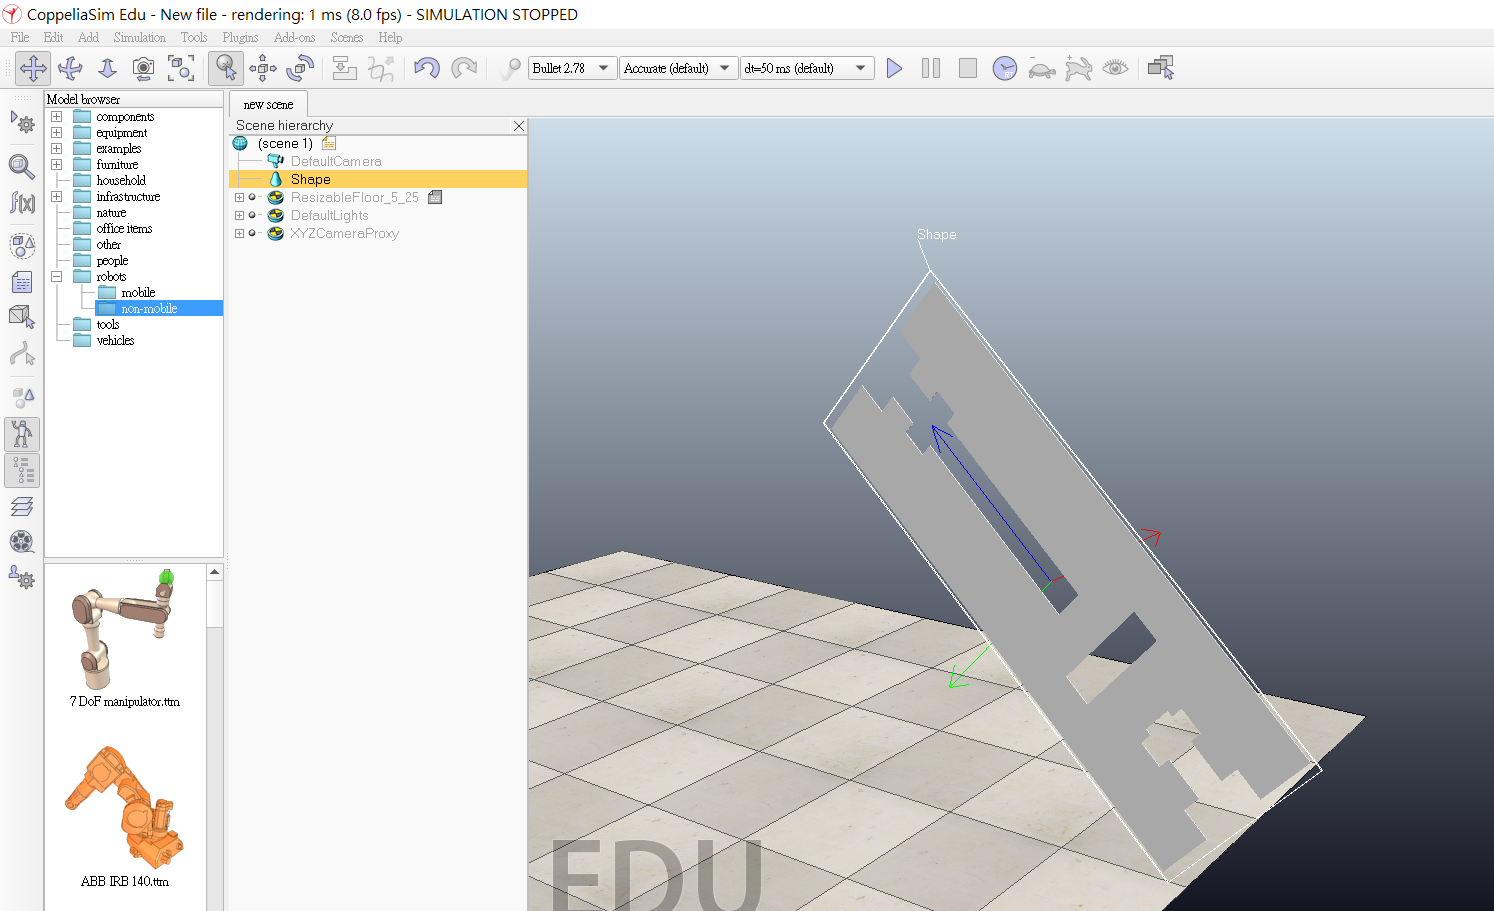 CoppeliaSim Edu - New file - rendering: 1 ms (8.0 fps) - SIMULATION STOPPED
File Edit Add Simulation Tools Plugins Add-ons Scenes Help
Bullet 2.78 Accurate (default) dt=50 ms (default)
RT
f(x)
Model browser
components
equipment
examples
furniture
household
infrastructure
nature
office items
other
people
robots
mobile
non-mobile
tools
vehicles
7 DoF manipulator.ttm
ABB IRB 140.ttm
new scene
Scene hierarchy
(scene 1)
DefaultCamera
Shape
ResizableFloor_5_25
DefaultLights
XYZCameraProxy
Shape
EDU